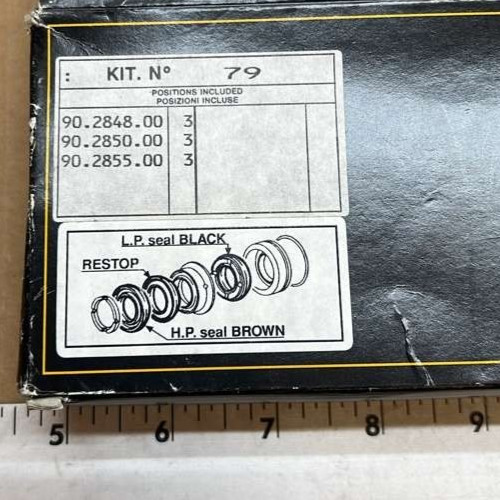 : KIT. Nº 79
POSITIONS INCLUDED
POSIZIONI INCLUSE
90.2848.00 3
90.2850.00 3
90.2855.00 3
L.P. seal BLACK
RESTOP
H.P. seal BROWN
5 6 7 8 9